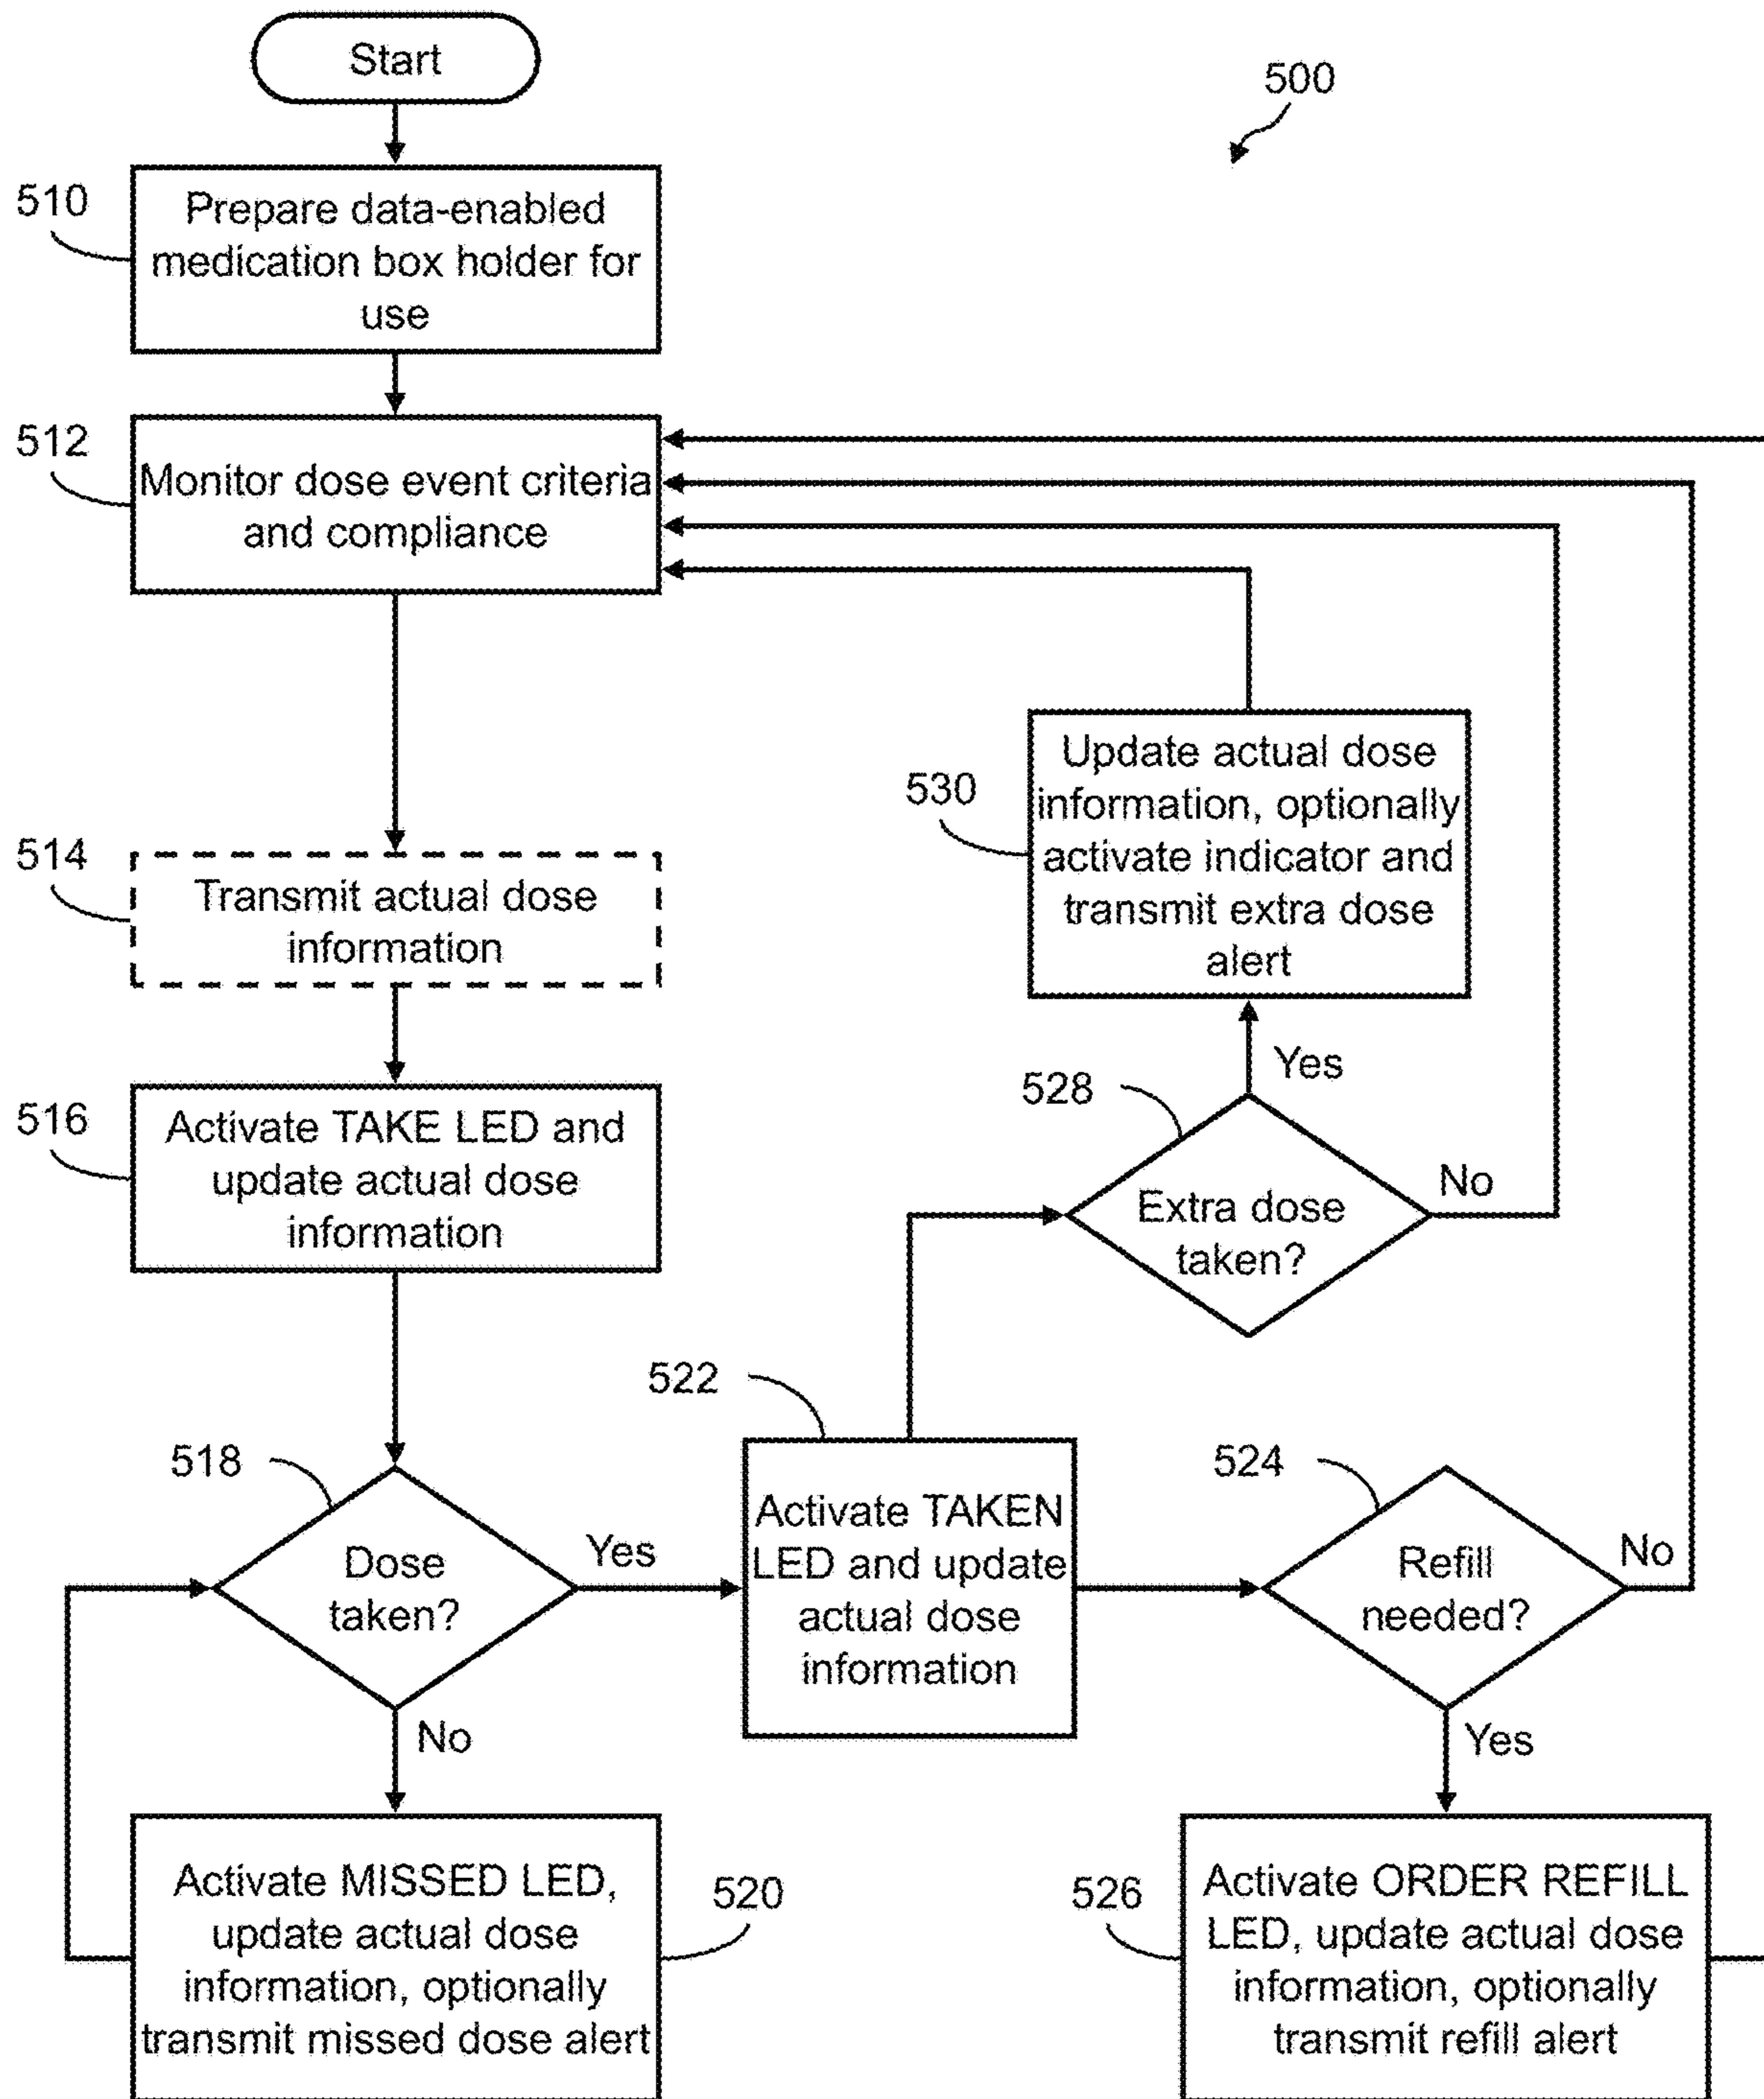 Start
500
510
Prepare data-enabled
medication box holder for
use
512
Monitor dose event criteria
and compliance
530
Update actual dose
information, optionally
activate indicator and
transmit extra dose
alert
514
Transmit actual dose
information
516
Activate TAKE LED and
update actual dose
information
528
Yes
Extra dose
taken?
No
522
Activate TAKEN
LED and update
actual dose
information
518
Dose
taken?
Yes
No
524
Refill
needed?
No
Yes
520
Activate MISSED LED,
update actual dose
information, optionally
transmit missed dose alert
526
Activate ORDER REFILL
LED, update actual dose
information, optionally
transmit refill alert